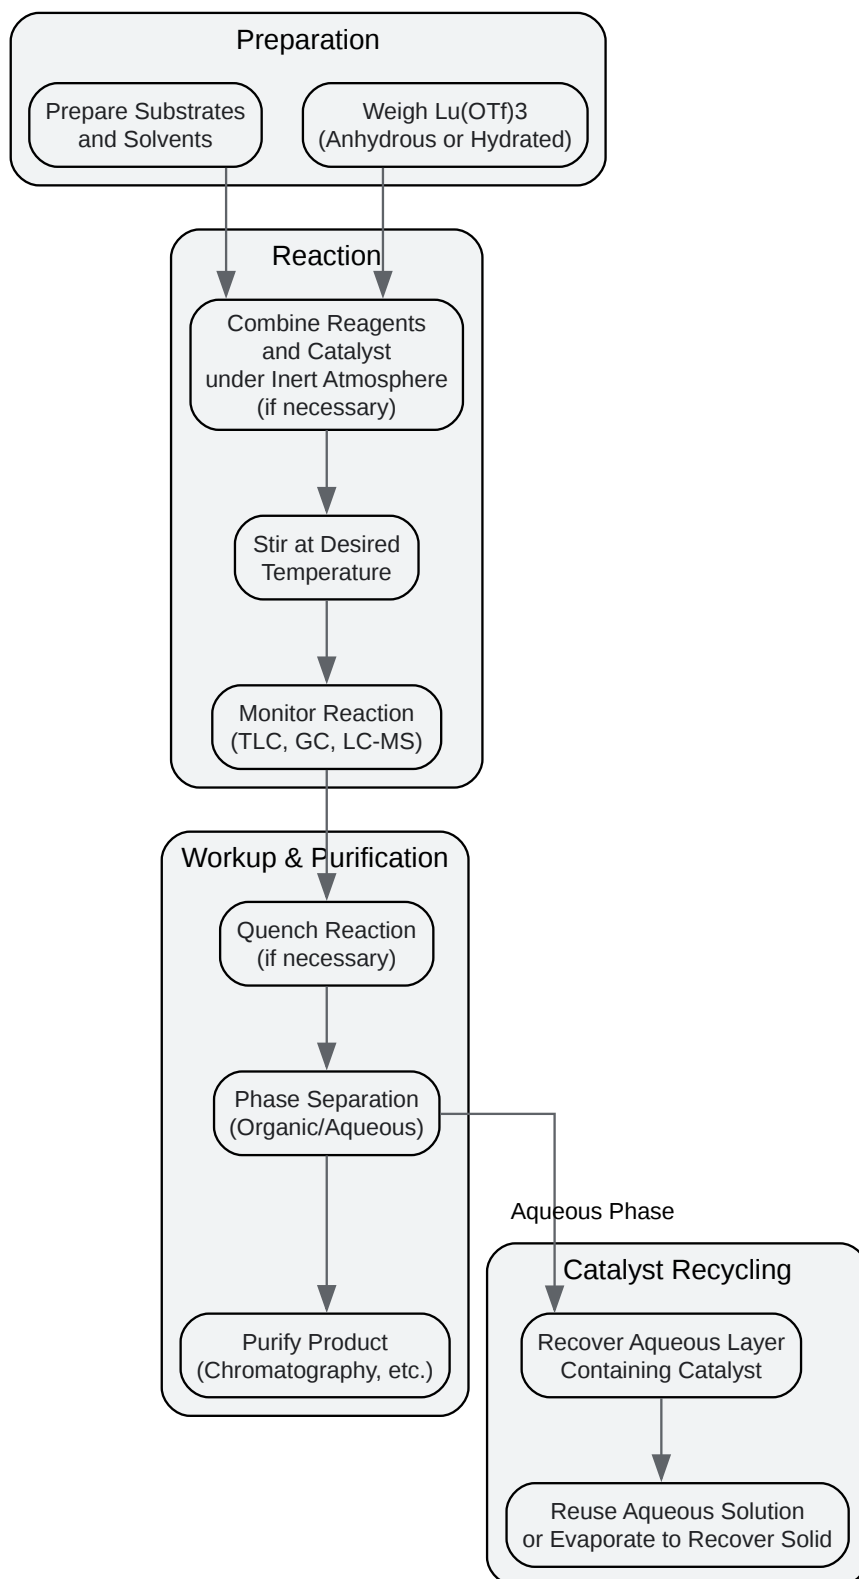 Preparation
Prepare Substrates
and Solvents
Weigh Lu(OTf)3
(Anhydrous or Hydrated)
Reaction
Combine Reagents
and Catalyst
under Inert Atmosphere
(if necessary)
Stir at Desired
Temperature
Monitor Reaction
(TLC, GC, LC-MS)
Workup & Purification
Quench Reaction
(if necessary)
Phase Separation
(Organic/Aqueous)
Aqueous Phase
Purify Product
(Chromatography, etc.)
Catalyst Recycling
Recover Aqueous Layer
Containing Catalyst
Reuse Aqueous Solution
or Evaporate to Recover Solid